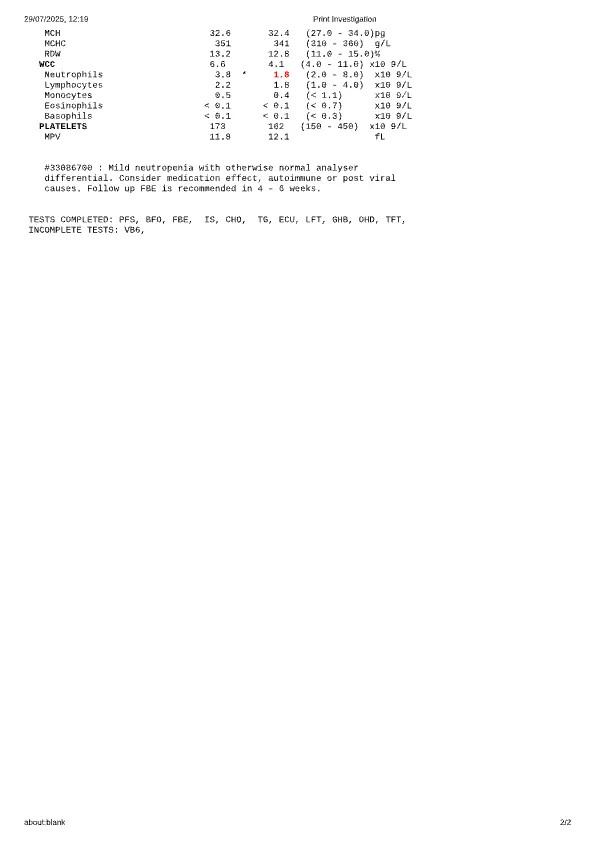 29/07/2025, 12:19 Print Investigation
MCH 32.6 32.4 (27.0 - 34.0)pg
MCHC 351 341 (310 - 360) g/L
RDW 13.2 12.8 (11.0 - 15.0)%
WCC 6.6 4.1 (4.0 - 11.0) x10 9/L
Neutrophils 3.8 * 1.8 (2.0 - 8.0) x10 9/L
Lymphocytes 2.2 1.8 (1.0 - 4.0) x10 9/L
Monocytes 0.5 0.4 (< 1.1) x10 9/L
Eosinophils < 0.1 < 0.1 (< 0.7) x10 9/L
Basophils < 0.1 < 0.1 (< 0.3) x10 9/L
PLATELETS 173 162 (150 - 450) x10 9/L
MPV 11.9 12.1 fL
#33086700 : Mild neutropenia with otherwise normal analyser
differential. Consider medication effect, autoimmune or post viral
causes. Follow up FBE is recommended in 4 - 6 weeks.
TESTS COMPLETED: PFS, BFO, FBE, IS, CHO, TG, ECU, LFT, GHB, OHD, TFT,
INCOMPLETE TESTS: VB6,
about:blank 2/2